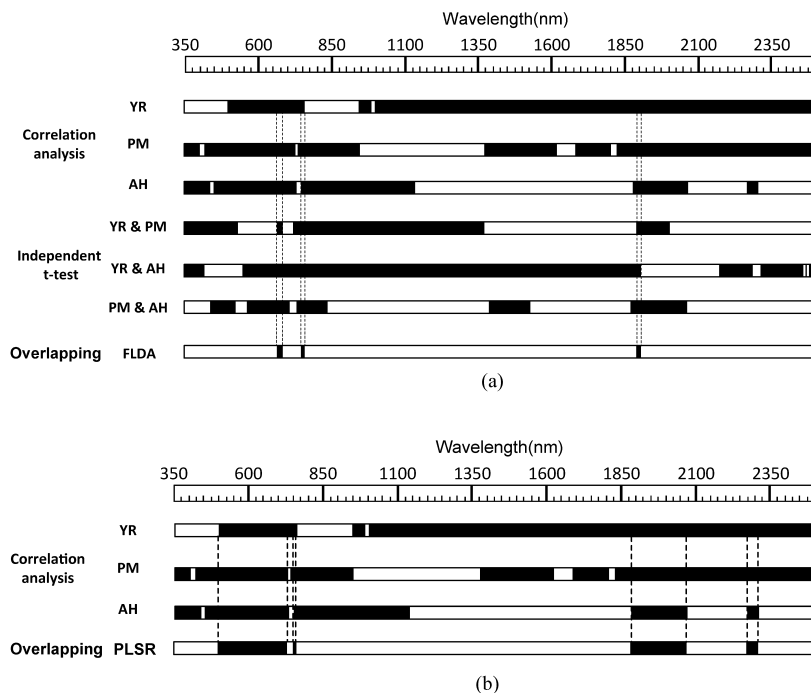 Wavelength(nm)
350 600 850 1100 1350 1600 1850 2100 2350
YR
Correlation analysis
PM
AH
YR & PM
Independent t-test
YR & AH
PM & AH
Overlapping FLDA
(a)
Wavelength(nm)
350 600 850 1100 1350 1600 1850 2100 2350
YR
Correlation analysis
PM
AH
Overlapping PLSR
(b)